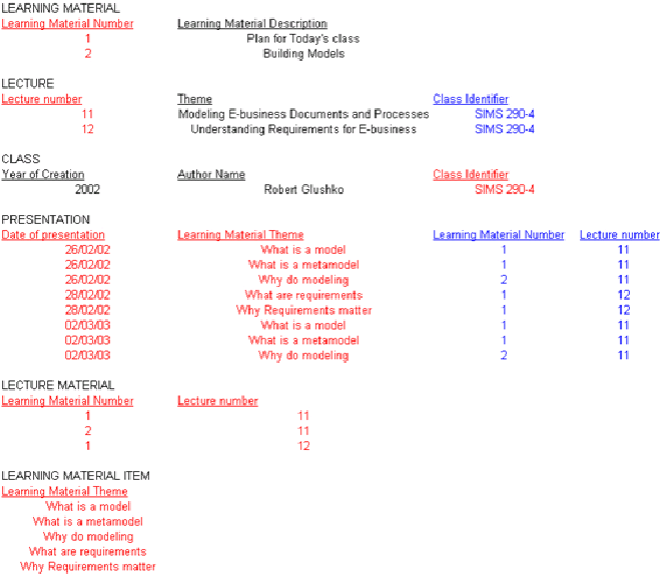 LEARNING MATERIAL
Learning Material Number Learning Material Description
1 Plan for Today's class
2 Building Models
LECTURE
Lecture number Theme Class Identifier
11 Modeling E-business Documents and Processes SIMS 290-4
12 Understanding Requirements for E-business SIMS 290-4
CLASS
Year of Creation Author Name Class Identifier
2002 Robert Glushko SIMS 290-4
PRESENTATION
Date of presentation Learning Material Theme Learning Material Number Lecture number
26/02/02 What is a model 1 11
26/02/02 What is a metamodel 1 11
26/02/02 Why do modeling 2 11
28/02/02 What are requirements 1 12
28/02/02 Why Requirements matter 1 12
02/03/03 What is a model 1 11
02/03/03 What is a metamodel 1 11
02/03/03 Why do modeling 2 11
LECTURE MATERIAL
Learning Material Number Lecture number
1 11
2 11
1 12
LEARNING MATERIAL ITEM
Learning Material Theme
What is a model
What is a metamodel
Why do modeling
What are requirements
Why Requirements matter